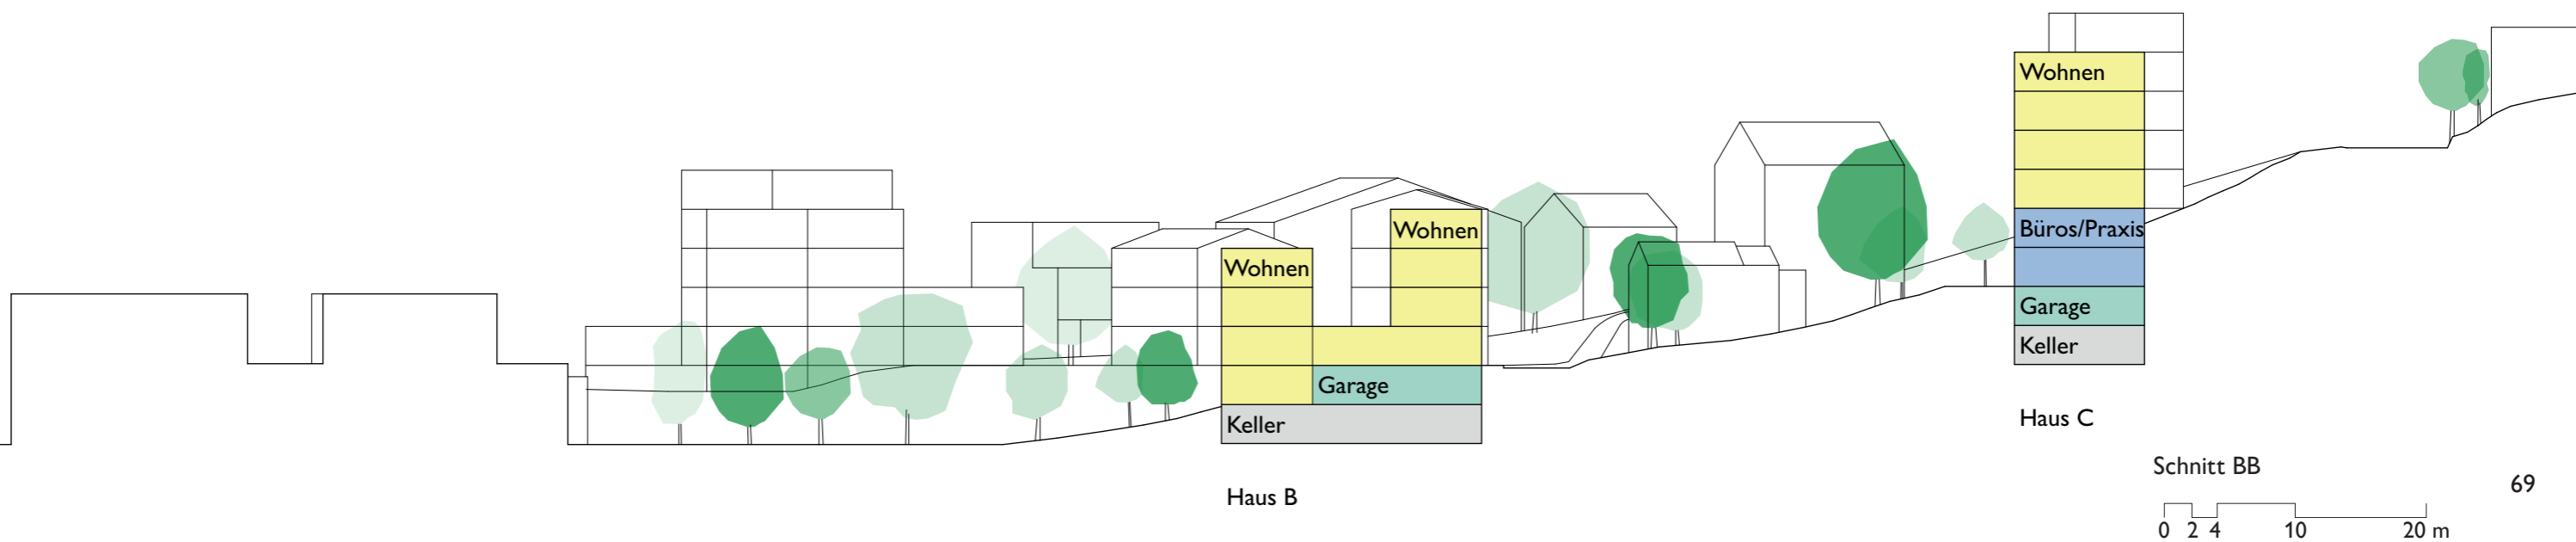 Wohnen
Büros/Praxis
Garage
Keller
Haus C
Wohnen
Wohnen
Garage
Keller
Haus B
Schnitt BB
69
0 2 4 10 20 m